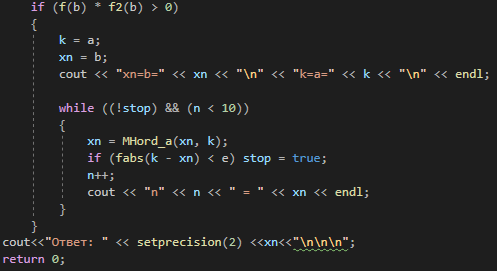 if (f(b) * f2(b) > 0)
{
k = a;
xn = b;
cout << "xn=b=" << xn << "\n" << "k=a=" << k << "\n" << endl;
while ((!stop) && (n < 10))
{
xn = MHord_a(xn, k);
if (fabs(k - xn) < e) stop = true;
n++;
cout << "n" << n << " = " << xn << endl;
}
}
cout<<"Ответ: " << setprecision(2) <<xn<<"\n\n\n";
return 0;